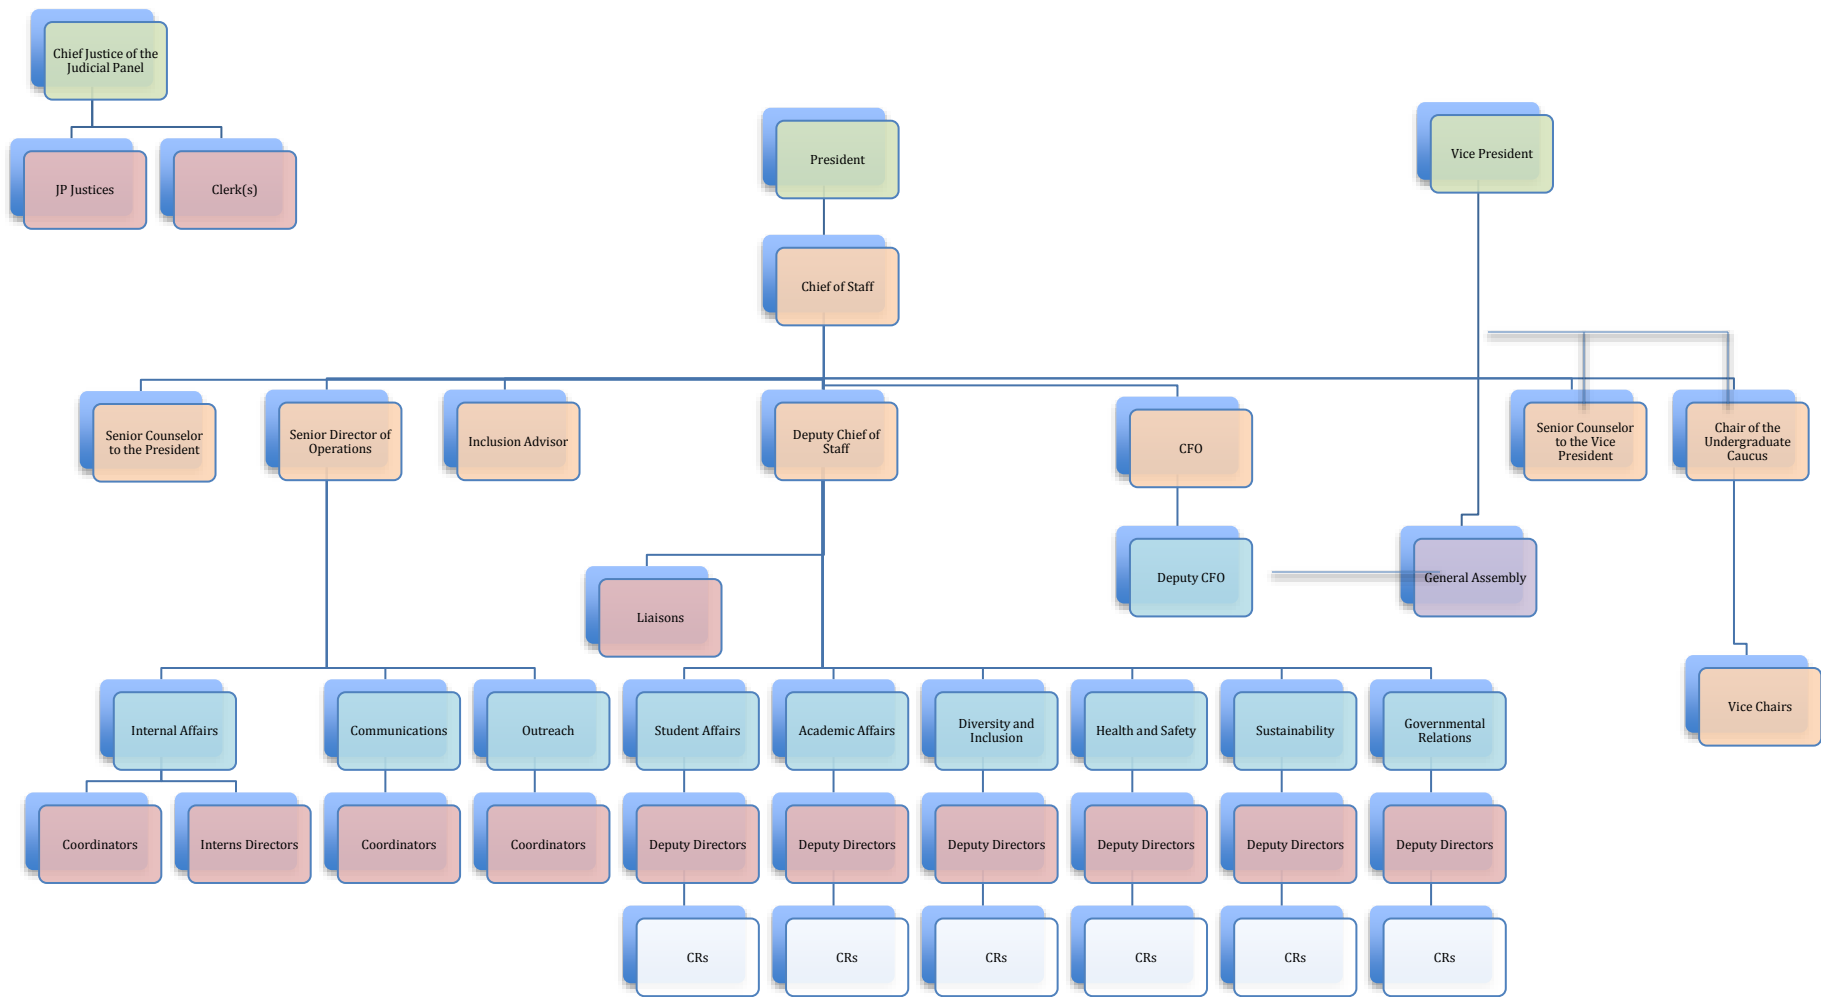 Chief Justice of the
Judicial Panel
JP Justices
Clerk(s)
President
Vice President
Chief of Staff
Senior Counselor
to the President
Senior Director of
Operations
Inclusion Advisor
Deputy Chief of
Staff
CFO
Senior Counselor
to the Vice
President
Chair of the
Undergraduate
Caucus
Deputy CFO
General Assembly
Liaisons
Vice Chairs
Internal Affairs
Communications
Outreach
Student Affairs
Academic Affairs
Diversity and
Inclusion
Health and Safety
Sustainability
Governmental
Relations
Coordinators
Interns Directors
Coordinators
Coordinators
Deputy Directors
Deputy Directors
Deputy Directors
Deputy Directors
Deputy Directors
Deputy Directors
CRs
CRs
CRs
CRs
CRs
CRs